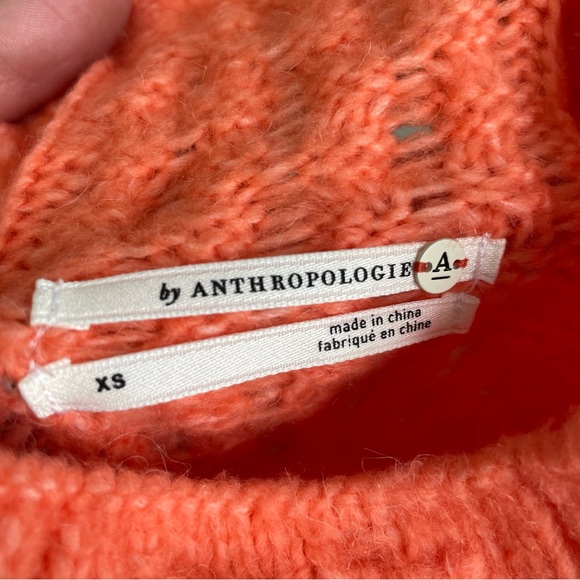 by ANTHROPOLOGIE A
made in china
fabriqué en chine
XS